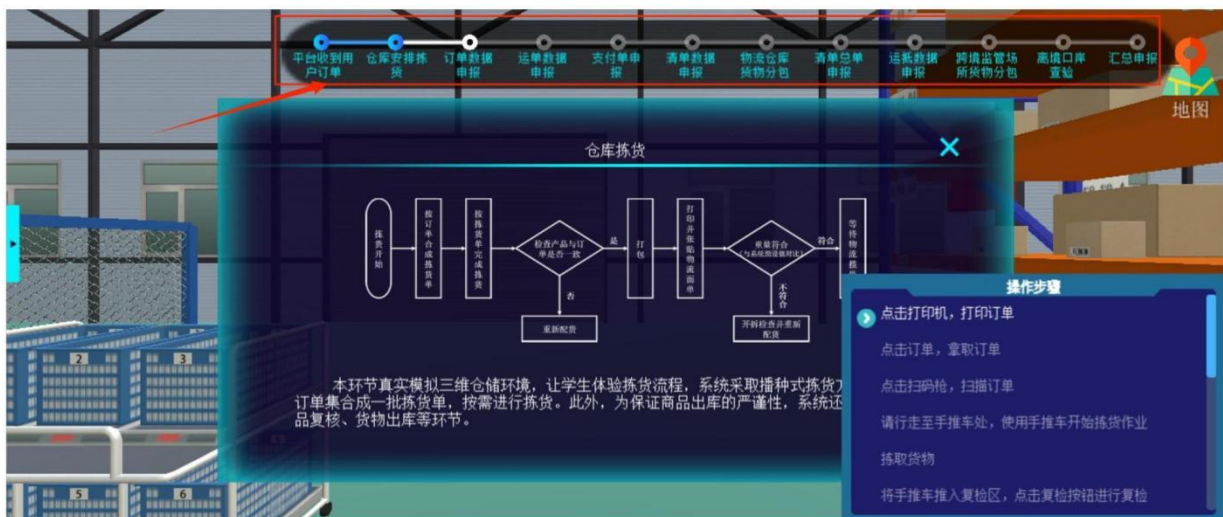 平台收到用
户订单
仓库安排拣
货
订单数据
申报
运单数据
申报
支付单申
报
清单数据
申报
物流仓库
货物分包
清单总单
申报
运抵数据
申报
跨境监管场
所货物分包
离境口岸
查验
汇总申报
地图
仓库拣货
拣货开始
按订单合成拣货单
按拣货单完成拣货
检查产品与订
单是否一致
是
否
重新配货
打包
打印并张贴物流面单
重量符合
(与系统预设值对比)
符合
不符合
开拆检查并重新
配货
等待物流揽
本环节真实模拟三维仓储环境，让学生体验拣货流程，系统采取播种式拣货
订单集合成一批拣货单，按需进行拣货。此外，为保证商品出库的严谨性，系统还
品复核、货物出库等环节。
操作步骤
点击打印机，打印订单
点击订单，拿取订单
点击扫码枪，扫描订单
请行走至手推车处，使用手推车开始拣货作业
拣取货物
将手推车推入复检区，点击复检按钮进行复检
2
3
5
6